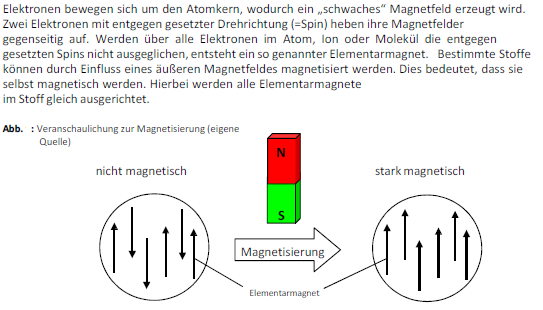 Elektronen bewegen sich um den Atomkern, wodurch ein „schwaches“ Magnetfeld erzeugt wird.
Zwei Elektronen mit entgegen gesetzter Drehrichtung (=Spin) heben ihre Magnetfelder
gegenseitig auf. Werden über alle Elektronen im Atom, Ion oder Molekül die entgegen
gesetzten Spins nicht ausgeglichen, entsteht ein so genannter Elementarmagnet. Bestimmte Stoffe
können durch Einfluss eines äußeren Magnetfeldes magnetisiert werden. Dies bedeutet, dass sie
selbst magnetisch werden. Hierbei werden alle Elementarmagnete
im Stoff gleich ausgerichtet.
Abb. : Veranschaulichung zur Magnetisierung (eigene
Quelle)
N
nicht magnetisch
stark magnetisch
S
Magnetisierung
Elementarmagnet